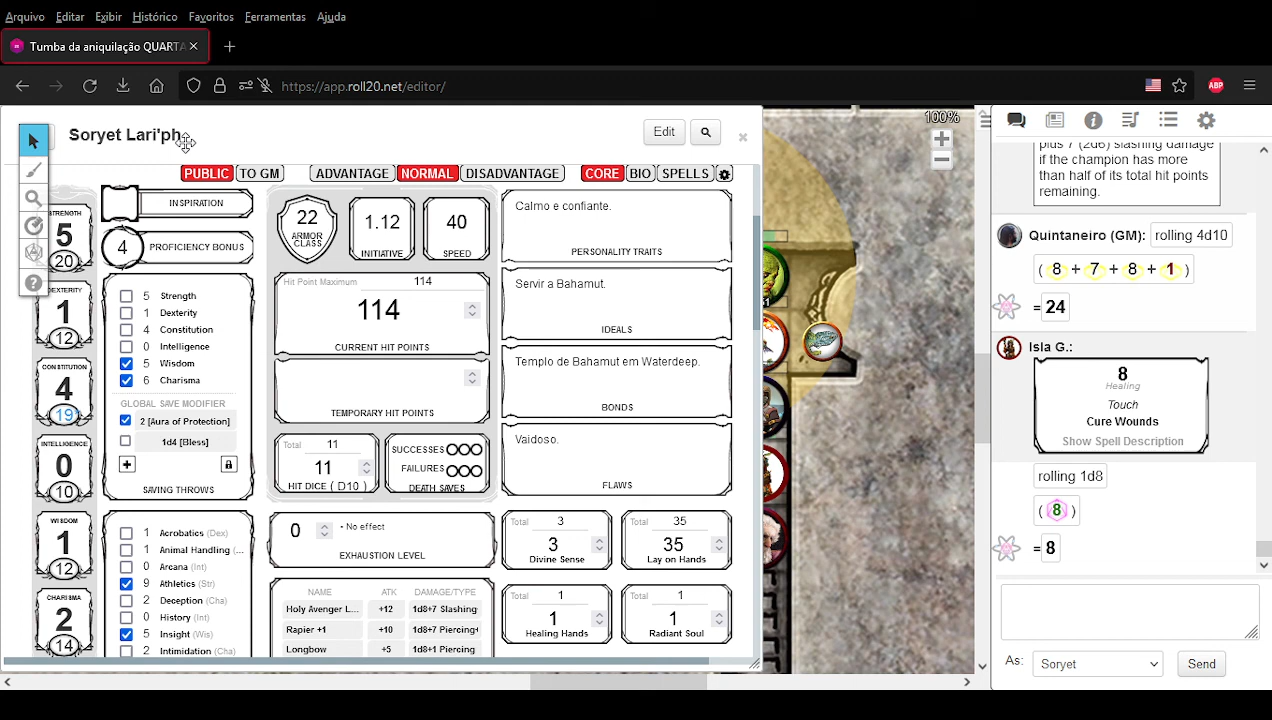 Arquivo Editar Exibir Histórico Favoritos Ferramentas Ajuda
Tumba da aniquilação QUARTA
https://app.roll20.net/editor/
ABP
Soryet Lari'ph
Edit
PUBLIC TO GM ADVANTAGE NORMAL DISADVANTAGE CORE BIO SPELLS
STRENGTH
5
20
DEXTERITY
1
12
CONSTITUTION
4
19
INTELLIGENCE
0
10
WISDOM
1
12
CHARISMA
2
14
INSPIRATION
4 PROFICIENCY BONUS
5 Strength
1 Dexterity
4 Constitution
0 Intelligence
5 Wisdom
6 Charisma
GLOBAL SAVE MODIFIER
2 [Aura of Protection]
1d4 [Bless]
SAVING THROWS
1 Acrobatics (Dex)
1 Animal Handling (...
0 Arcana (Int)
9 Athletics (Str)
2 Deception (Cha)
0 History (Int)
5 Insight (Wis)
2 Intimidation (Cha)
22
ARMOR
CLASS
1.12
INITIATIVE
40
SPEED
Hit Point Maximum 114
114
CURRENT HIT POINTS
TEMPORARY HIT POINTS
Total 11
11
HIT DICE ( D10 )
SUCCESSES
FAILURES
DEATH SAVES
0 • No effect
EXHAUSTION LEVEL
NAME ATK DAMAGE/TYPE
Holy Avenger L... +12 1d8+7 Slashing
Rapier +1 +10 1d8+7 Piercing
Longbow +5 1d8+1 Piercing
Calmo e confiante.
PERSONALITY TRAITS
Servir a Bahamut.
IDEALS
Templo de Bahamut em Waterdeep.
BONDS
Vaidoso.
FLAWS
Total 3
3
Divine Sense
Total 35
35
Lay on Hands
Total 1
1
Healing Hands
Total 1
1
Radiant Soul
100%
plus 7 (2d6) slashing damage
if the champion has more
than half of its total hit points
remaining.
Quintaneiro (GM): rolling 4d10
( 8 + 7 + 8 + 1 )
= 24
Isla G.:
8
Healing
Touch
Cure Wounds
Show Spell Description
rolling 1d8
( 8 )
= 8
As: Soryet Send